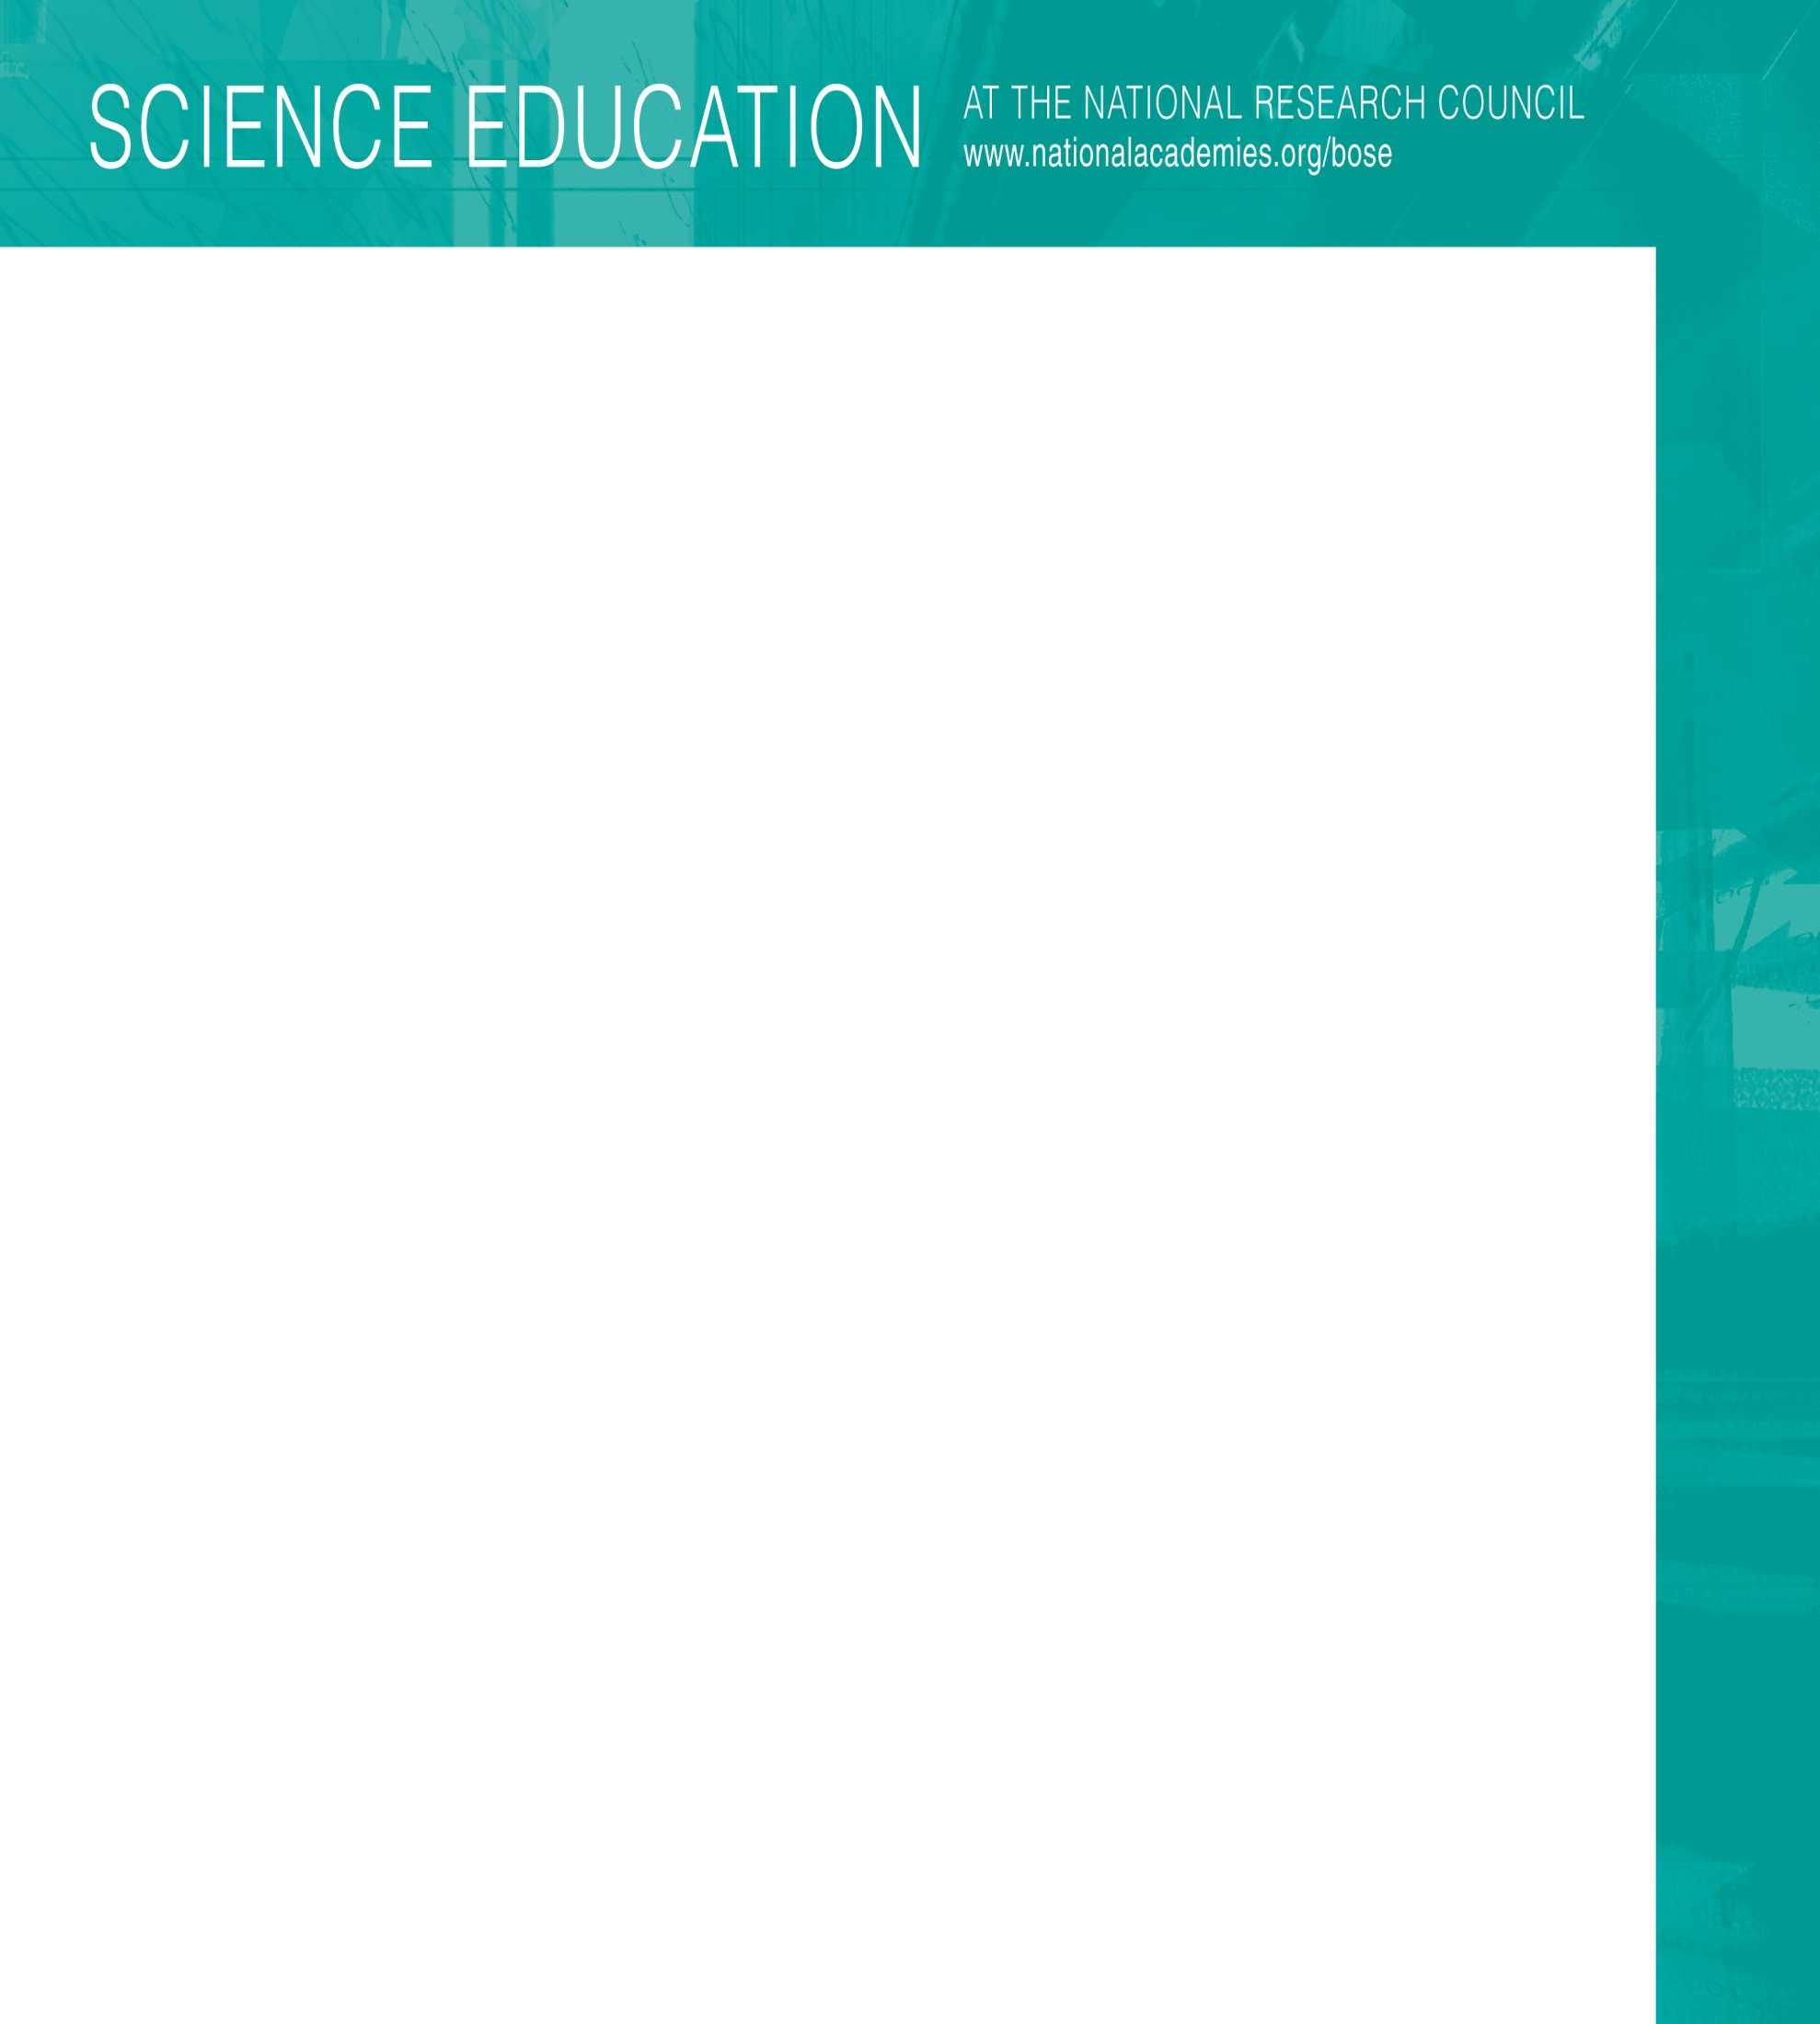 SCIENCE EDUCATION
AT THE NATIONAL RESEARCH COUNCIL
www.nationalacademies.org/bose